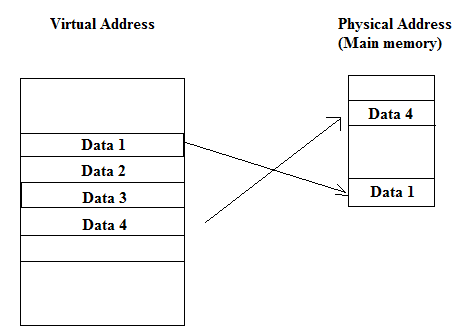 Virtual Address
Physical Address
(Main memory)
Data 1
Data 2
Data 3
Data 4
Data 4
Data 1